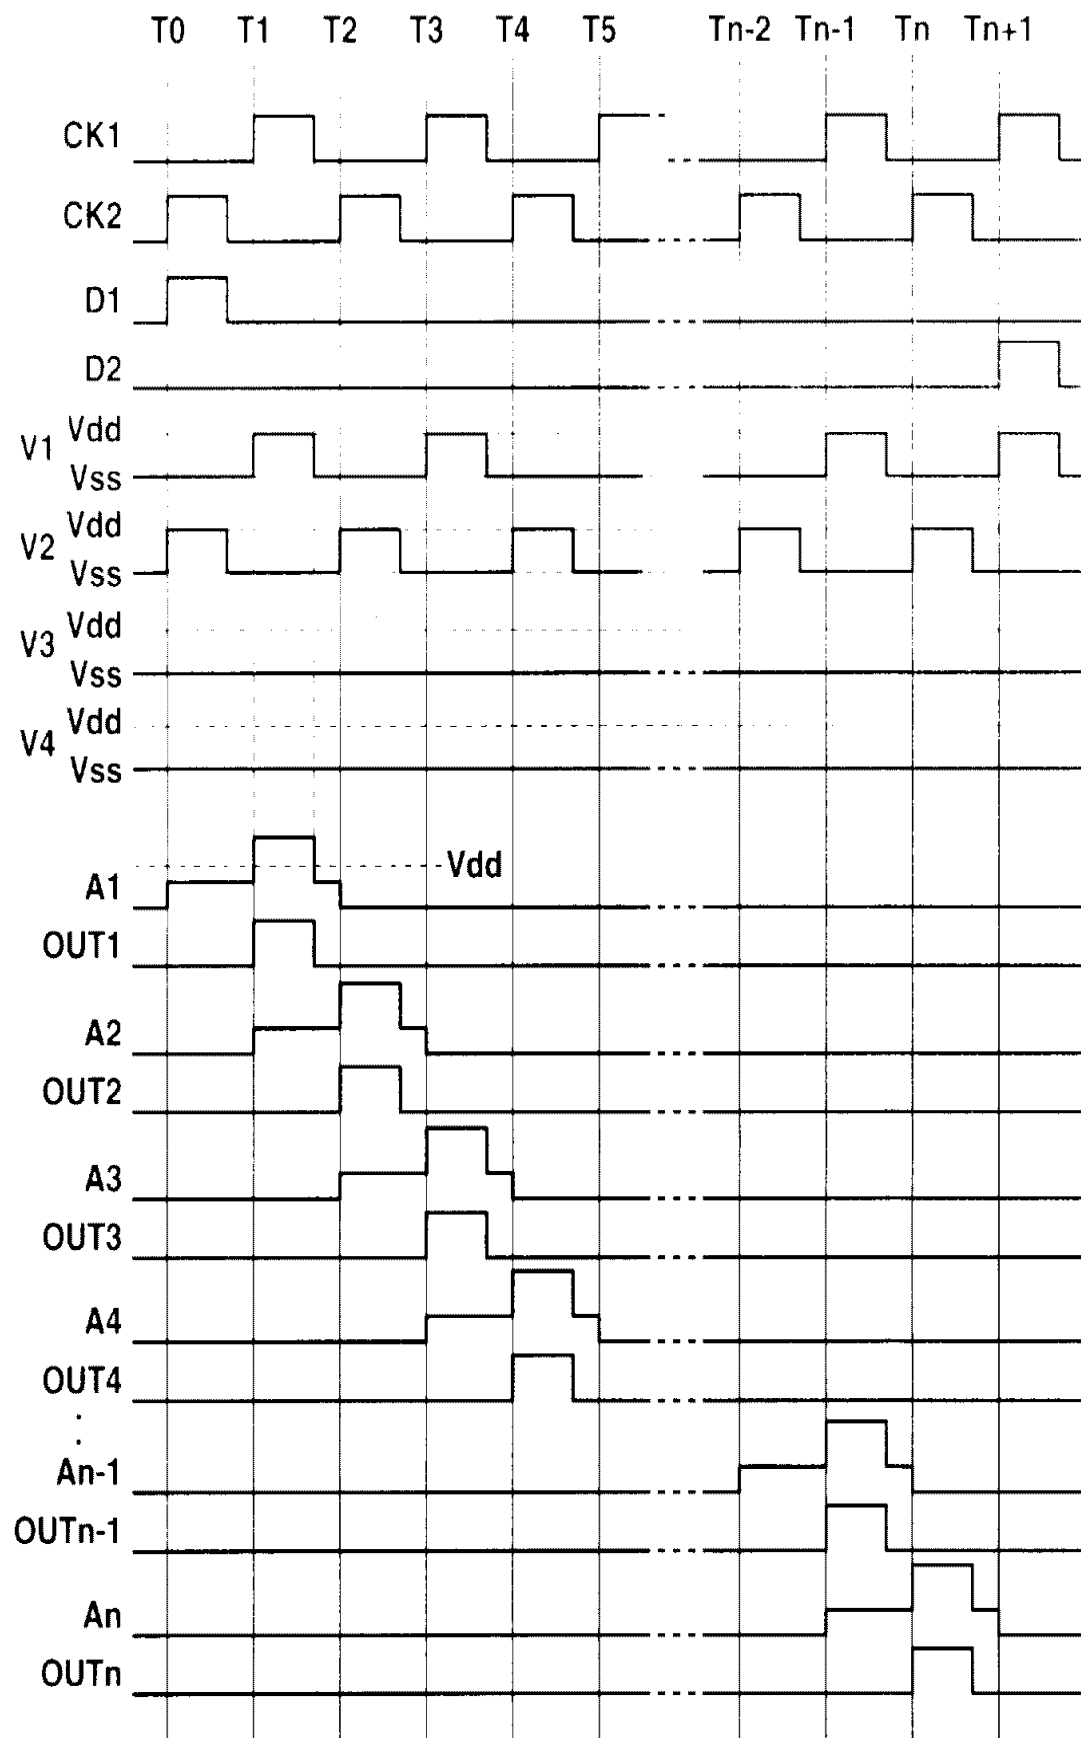 T0 T1 T2 T3 T4 T5 Tn-2 Tn-1 Tn Tn+1
CK1
CK2
D1
D2
V1 Vdd
Vss
V2 Vdd
Vss
V3 Vdd
Vss
V4 Vdd
Vss
Vdd
A1
OUT1
A2
OUT2
A3
OUT3
A4
OUT4
:
An-1
OUTn-1
An
OUTn